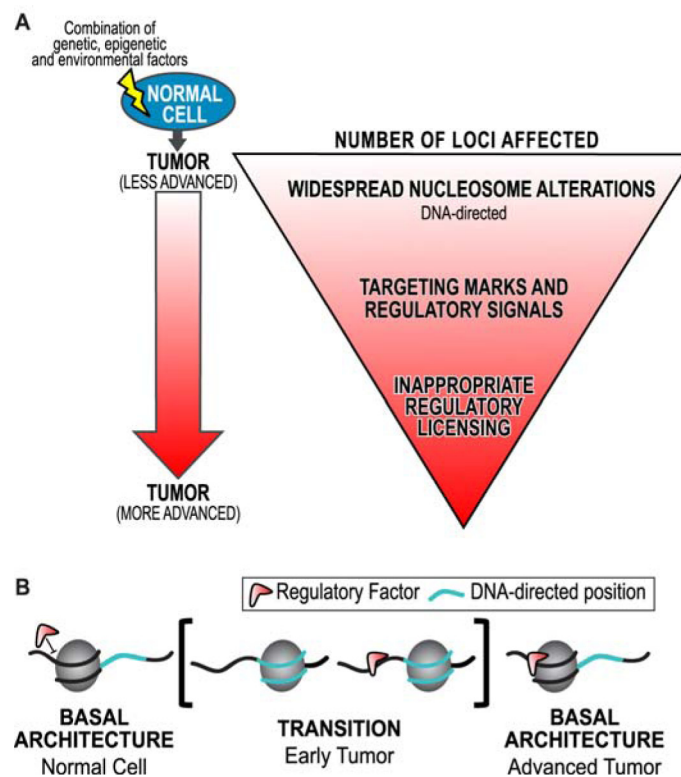 A
Combination of
genetic, epigenetic
and environmental factors
NORMAL
CELL
TUMOR
(LESS ADVANCED)
TUMOR
(MORE ADVANCED)
NUMBER OF LOCI AFFECTED
WIDESPREAD NUCLEOSOME ALTERATIONS
DNA-directed
TARGETING MARKS AND
REGULATORY SIGNALS
INAPPROPRIATE
REGULATORY
LICENSING
B
Regulatory Factor
DNA-directed position
BASAL
ARCHITECTURE
Normal Cell
TRANSITION
Early Tumor
BASAL
ARCHITECTURE
Advanced Tumor